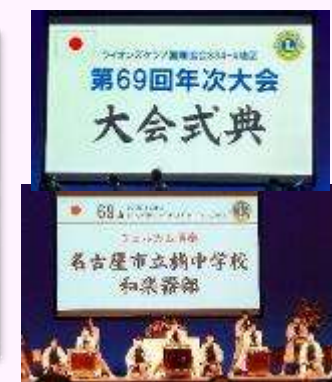 ライオンズクラブ国際協会334-A地区
第69回年次大会
大会式典
69
名古屋市立 中学校
和楽器部